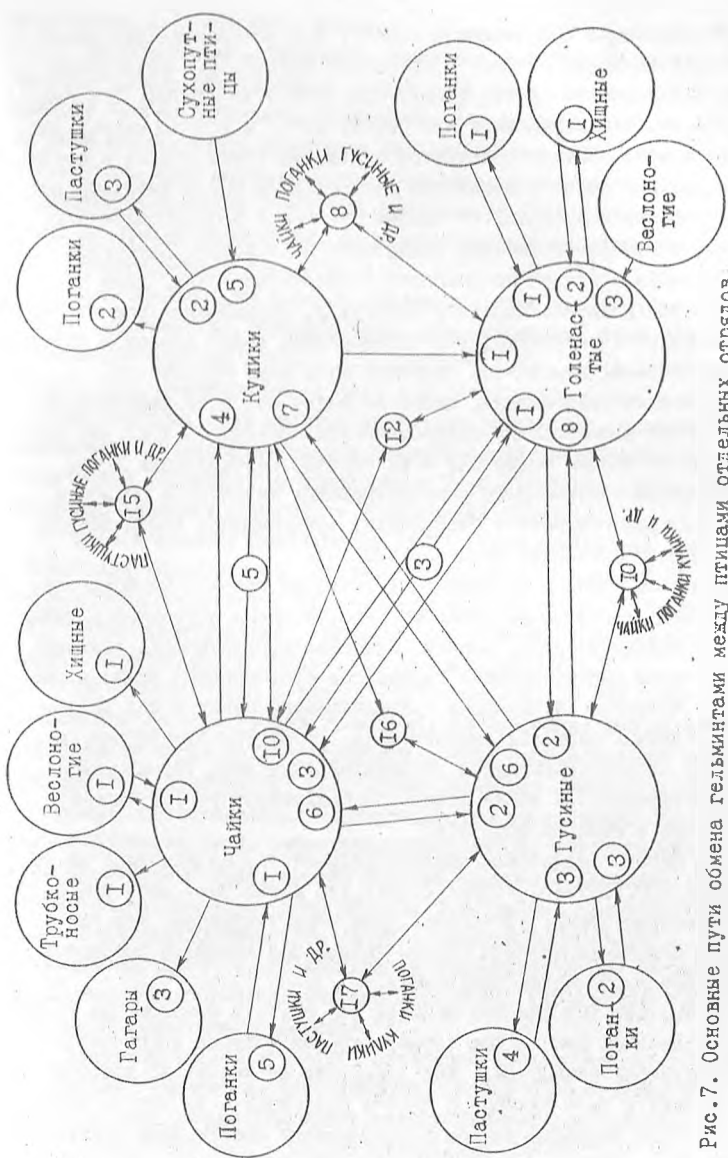 Гагары
3
Трубко-
носые
I
Веслоно-
гие
I
Хищные
I
Поганки
5
Чайки
I
I
IO
3
6
ПАСТУШКИ ГУСИНЫЕ ПОГАНКИ И ДР.
I5
Поганки
2
Пастушки
3
Сухопут-
ные пти-
цы
Кулики
4
2
5
7
ЧАЙКИ ПОГАНКИ ГУСИНЫЕ И ДР.
8
5
I2
3
I6
ПАСТУШКИ И ДР.
I7
КУЛИКИ
ПОГАНКИ
Пастушки
4
Поган-
ки
2
Гусиные
2
6
2
3
3
ЧАЙКИ ПОГАНКИ КУЛИКИ И ДР.
IO
Голенас-
тые
I
I
8
I
2
3
Поганки
I
Хищные
I
Веслоно-
гие
Рис.7. Основные пути обмена гельминтами между птицами отдельных отрядов.